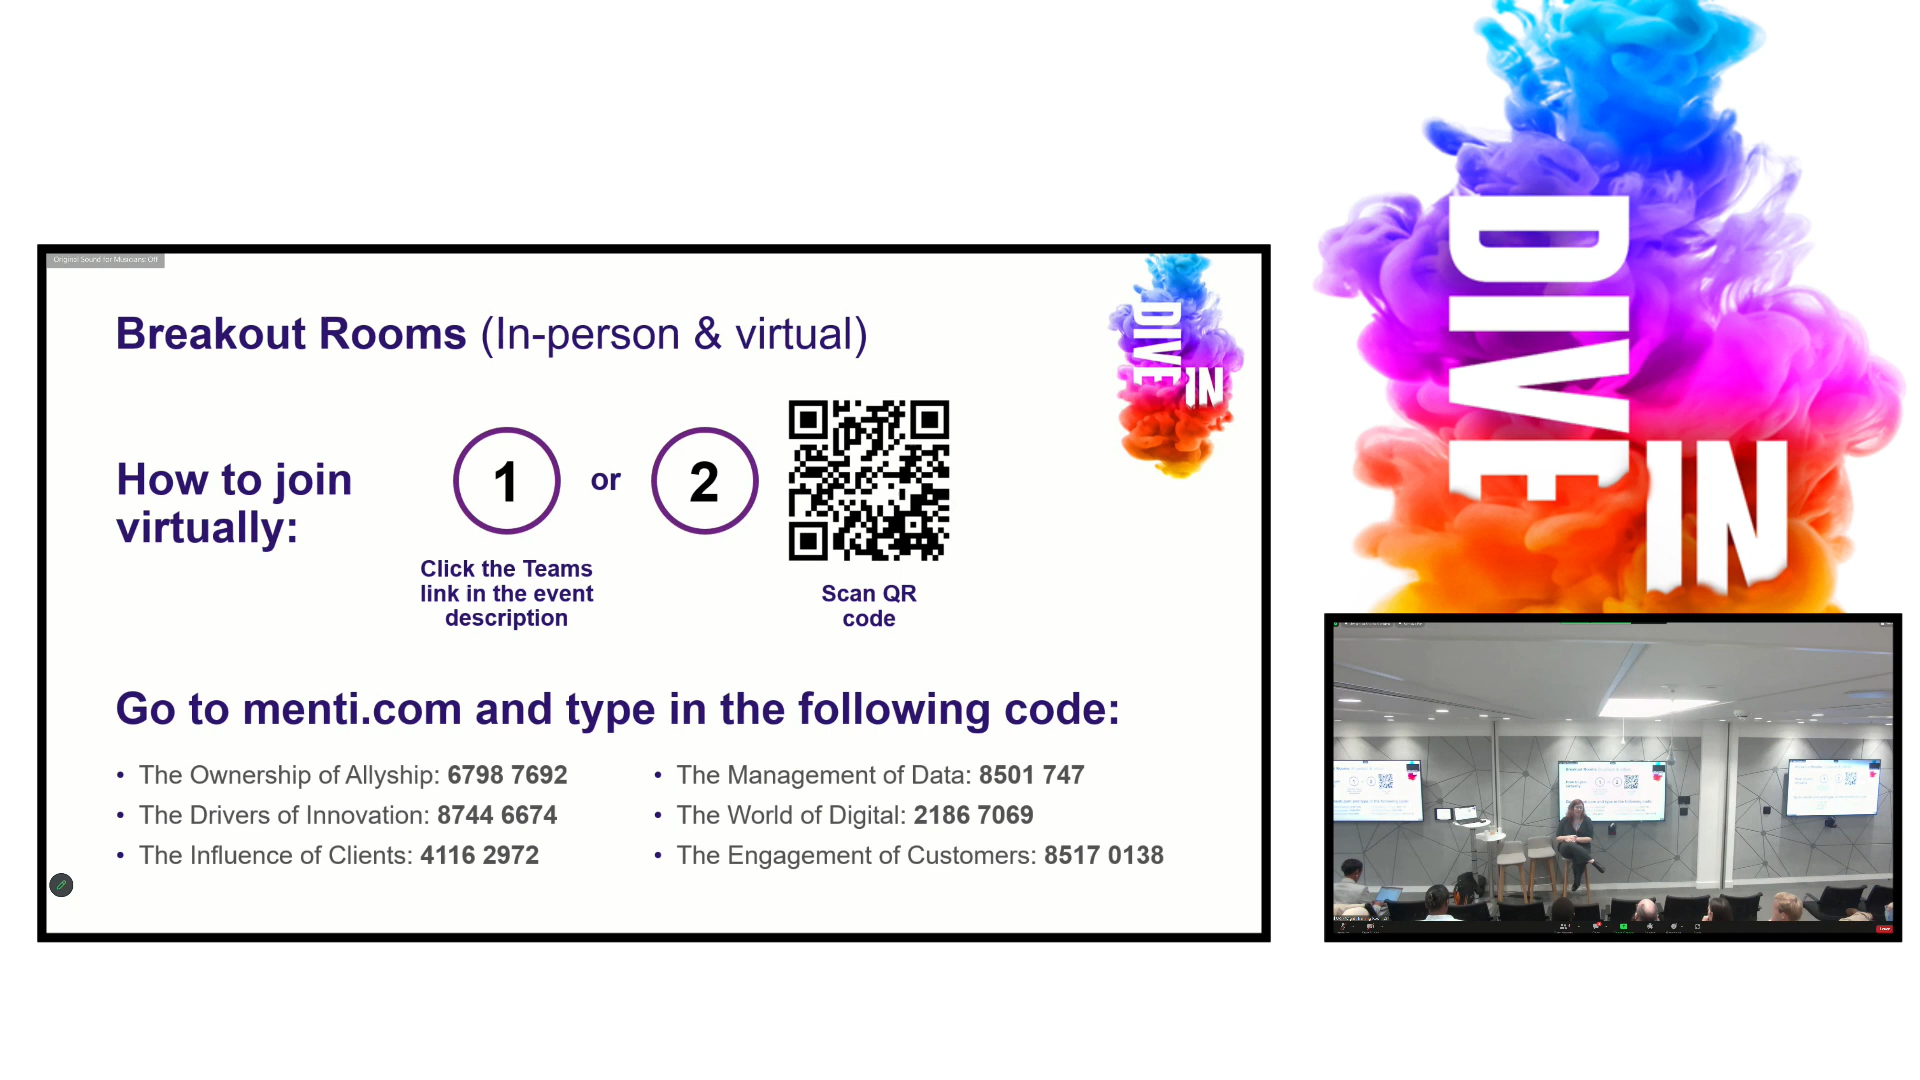 Original Sound for Musicians: Off
Breakout Rooms (In-person & virtual)
DIVE
IN
How to join
virtually:
1
or
2
Click the Teams
link in the event
description
Scan QR
code
Go to menti.com and type in the following code:
• The Ownership of Allyship: 6798 7692
• The Drivers of Innovation: 8744 6674
• The Influence of Clients: 4116 2972
• The Management of Data: 8501 747
• The World of Digital: 2186 7069
• The Engagement of Customers: 8517 0138
DIVE
IN